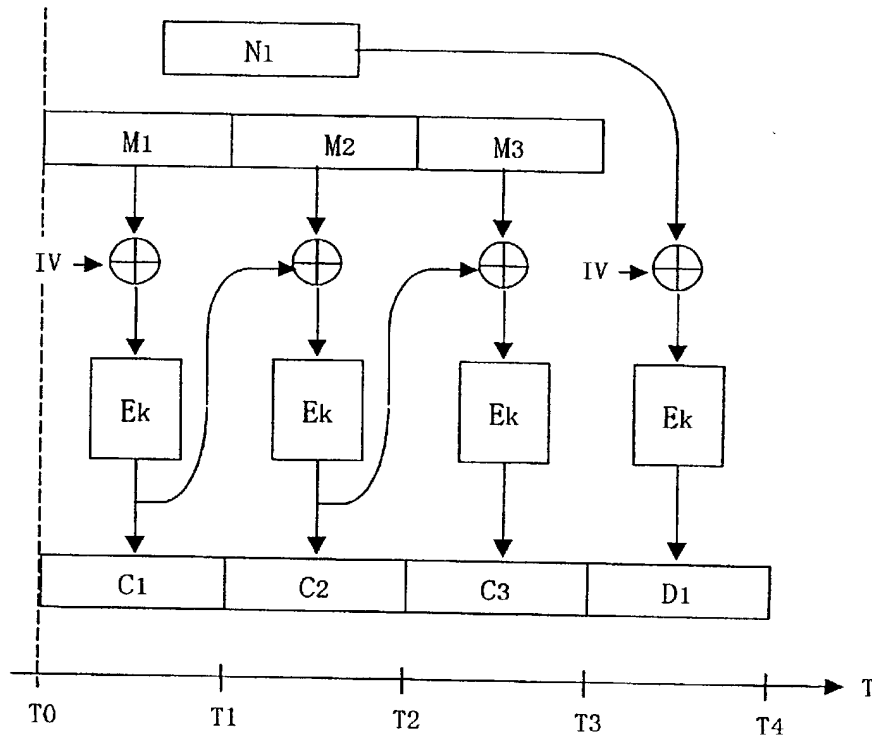 N1
M1 M2 M3
IV IV
Ek Ek Ek Ek
C1 C2 C3 D1
T
T0 T1 T2 T3 T4